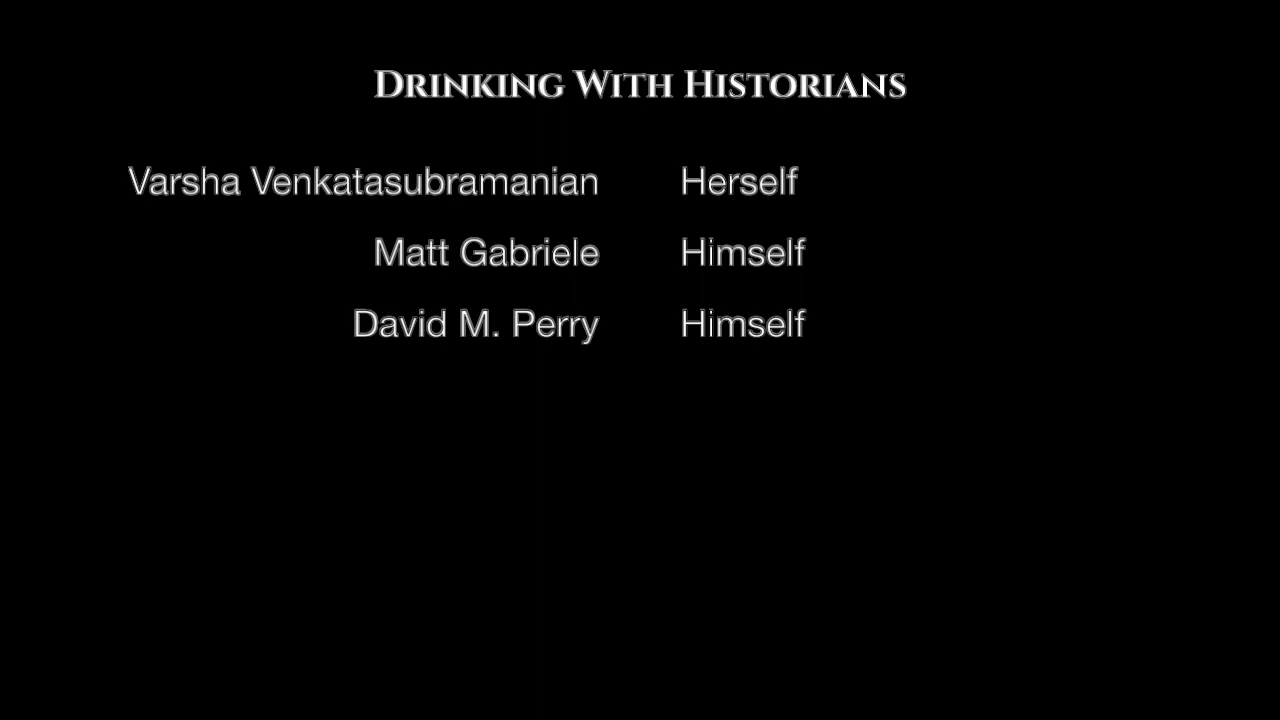 Drinking With Historians
Varsha Venkatasubramanian Herself
Matt Gabriele Himself
David M. Perry Himself